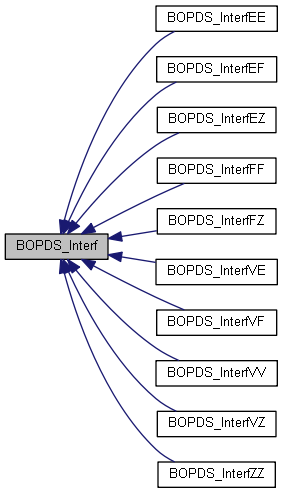 BOPDS_InterfEE
BOPDS_InterfEF
BOPDS_InterfEZ
BOPDS_InterfFF
BOPDS_InterfFZ
BOPDS_Interf
BOPDS_InterfVE
BOPDS_InterfVF
BOPDS_InterfVV
BOPDS_InterfVZ
BOPDS_InterfZZ